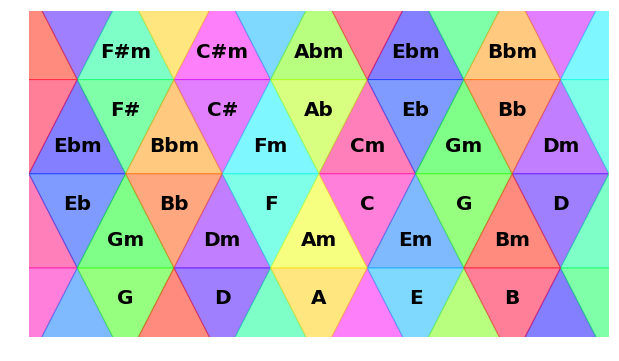 F#m C#m Abm Ebm Bbm
F# C# Ab Eb Bb
Ebm Bbm Fm Cm Gm Dm
Eb Bb F C G D
Gm Dm Am Em Bm
G D A E B